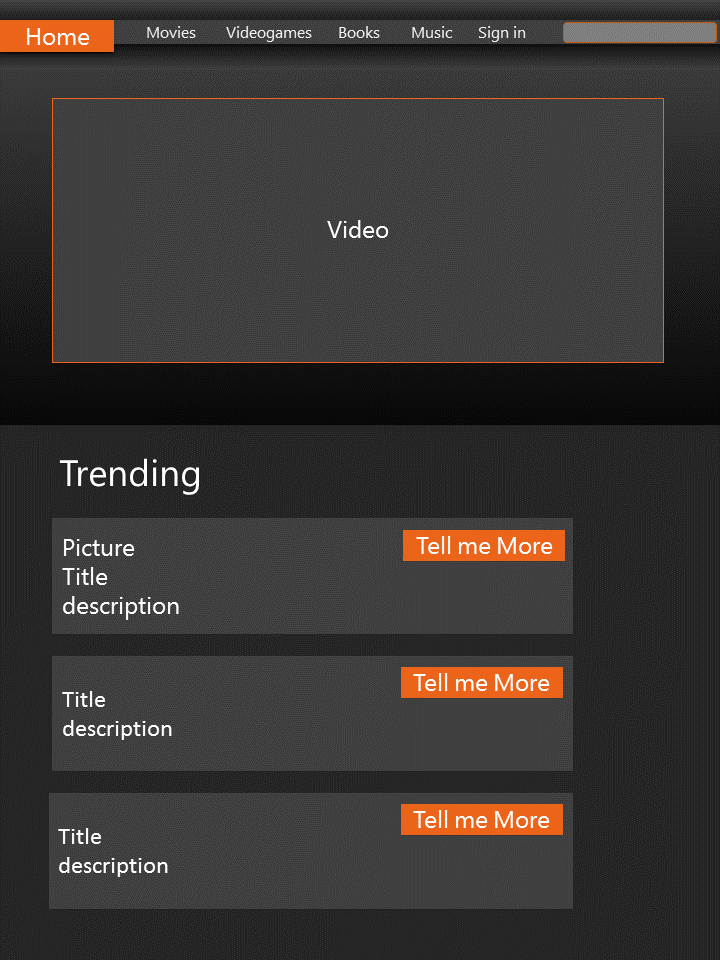 Home Movies Videogames Books Music Sign in
Video
Trending
Picture
Title
description
Tell me More
Title
description
Tell me More
Title
description
Tell me More